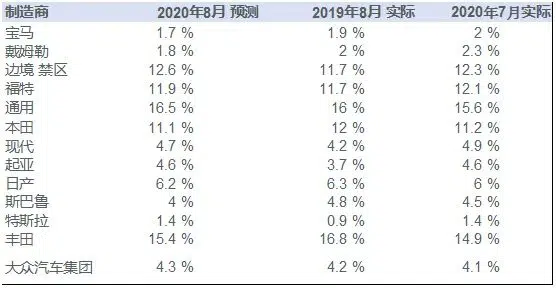 制造商 2020年8月 预测 2019年8月 实际 2020年7月实际
宝马 1.7 % 1.9 % 2 %
戴姆勒 1.8 % 2 % 2.3 %
边境 禁区 12.6 % 11.7 % 12.3 %
福特 11.9 % 11.7 % 12.1 %
通用 16.5 % 16 % 15.6 %
本田 11.1 % 12 % 11.2 %
现代 4.7 % 4.2 % 4.9 %
起亚 4.6 % 3.7 % 4.6 %
日产 6.2 % 6.3 % 6 %
斯巴鲁 4 % 4.8 % 4.5 %
特斯拉 1.4 % 0.9 % 1.4 %
丰田 15.4 % 16.8 % 14.9 %
大众汽车集团 4.3 % 4.2 % 4.1 %